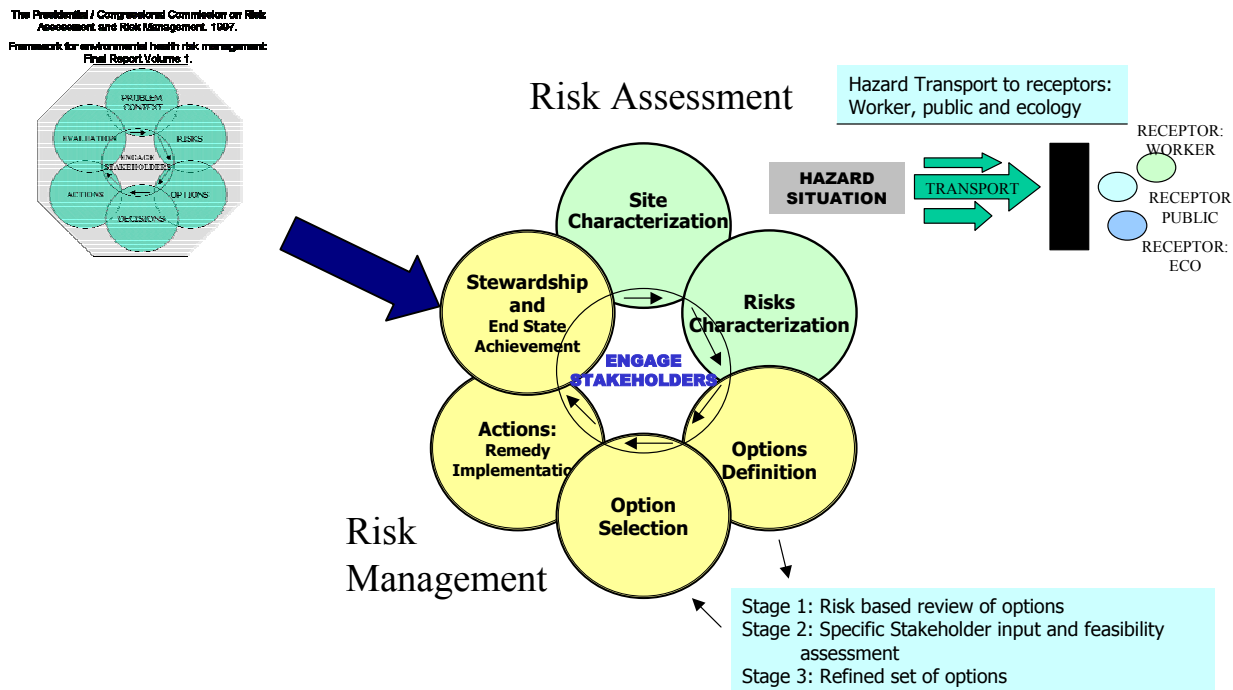 The Presidential / Congressional Commission on Risk
Assessment and Risk Management. 1997.
Framework for environmental health risk management:
Final Report Volume 1.
PROBLEM
CONTEXT
EVALUATION
RISKS
ENGAGE
STAKEHOLDERS
ACTIONS
OPTIONS
DECISIONS
Risk Assessment
Hazard Transport to receptors:
Worker, public and ecology
HAZARD
SITUATION
TRANSPORT
RECEPTOR:
WORKER
RECEPTOR
PUBLIC
RECEPTOR:
ECO
Site
Characterization
Stewardship
and
End State
Achievement
Risks
Characterization
ENGAGE
STAKEHOLDERS
Actions:
Remedy
Implementation
Options
Definition
Option
Selection
Risk
Management
Stage 1: Risk based review of options
Stage 2: Specific Stakeholder input and feasibility
assessment
Stage 3: Refined set of options